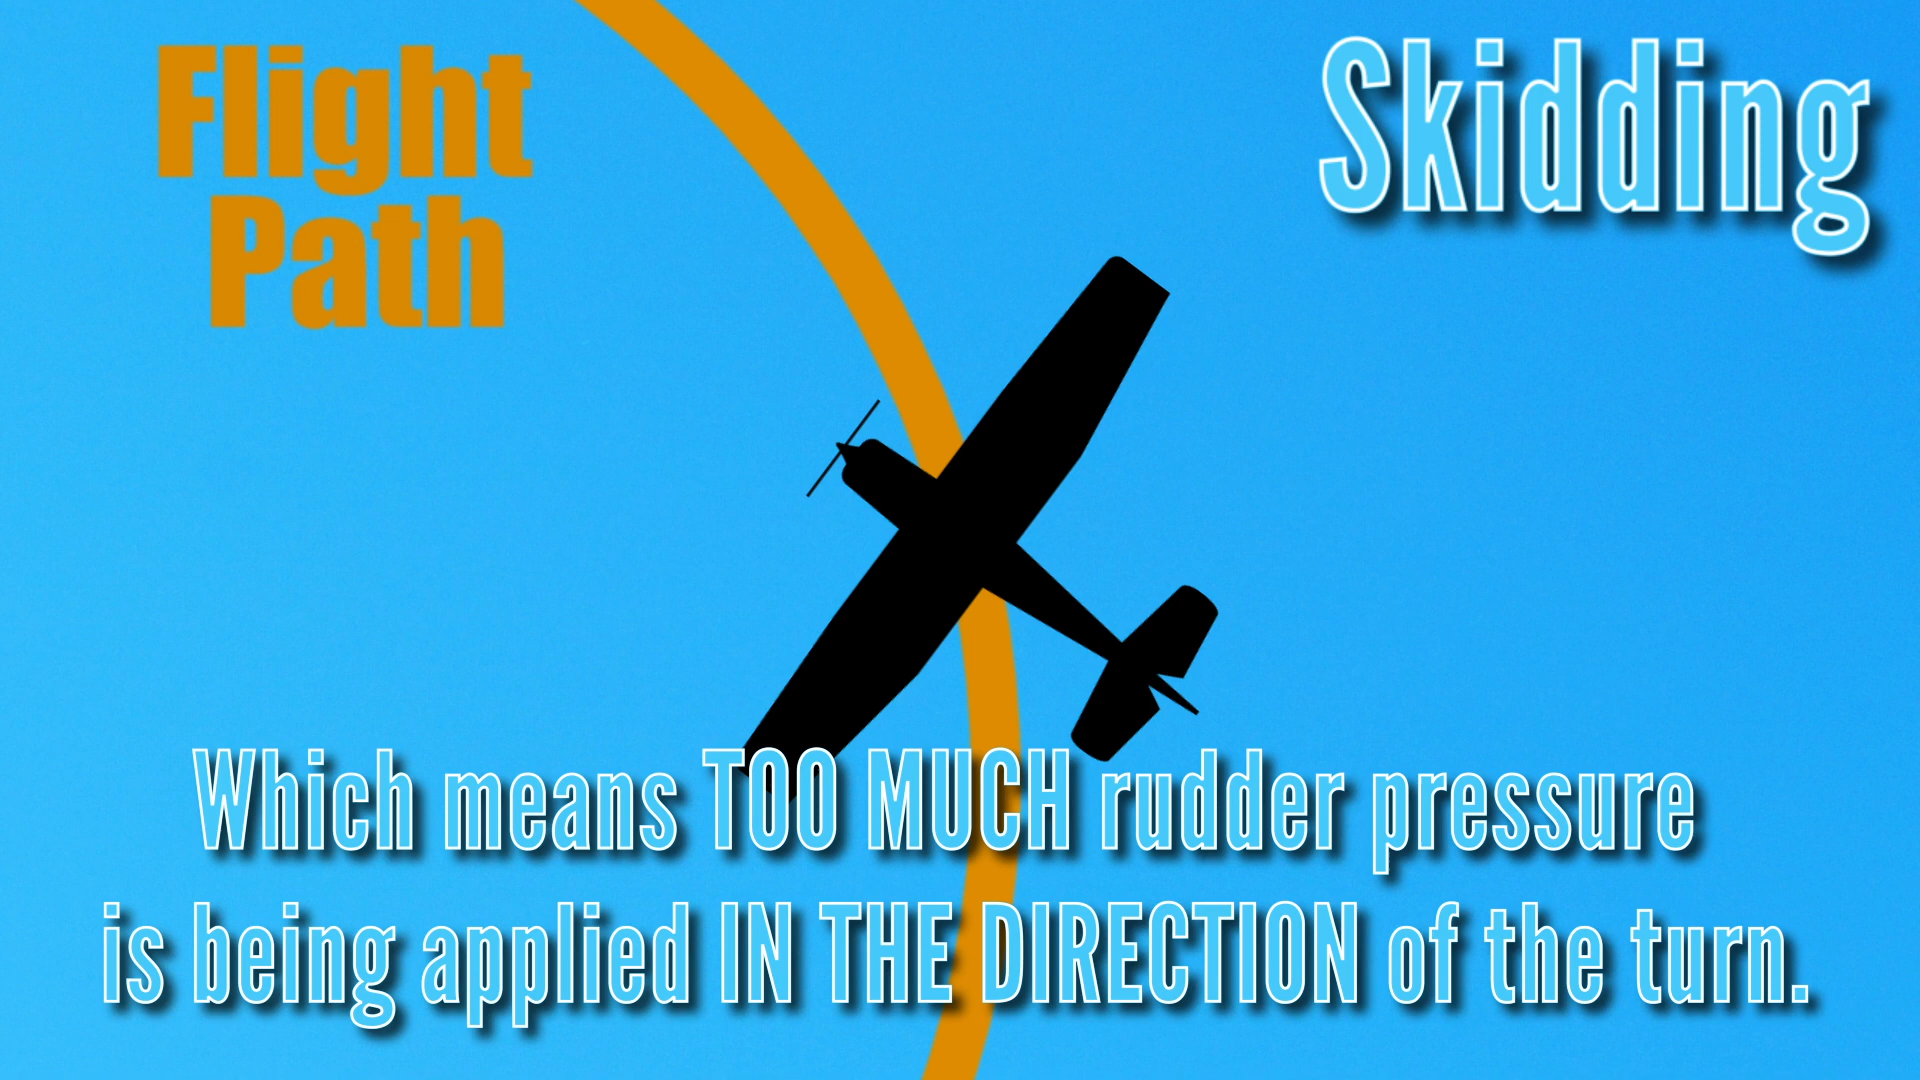 Flight
Path
Skidding
Which means TOO MUCH rudder pressure
is being applied IN THE DIRECTION of the turn.